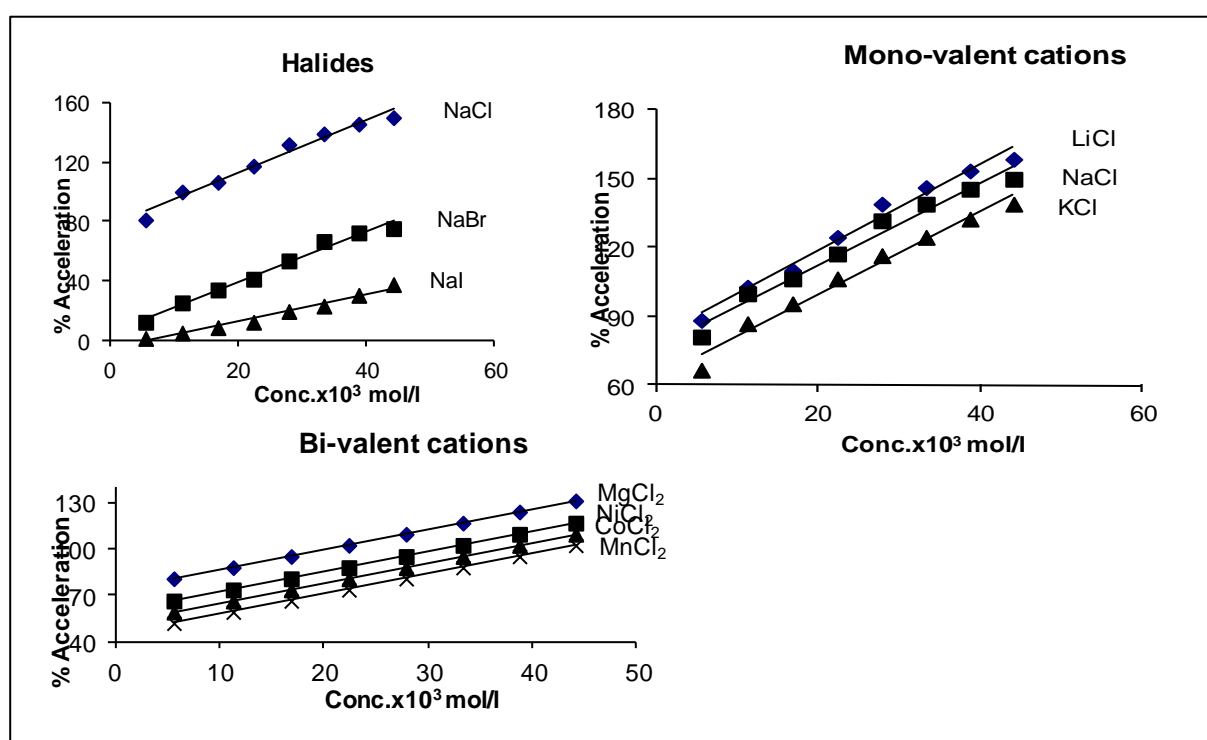 Halides
% Acceleration
160
120
80
40
0
0 20 40 60
Conc.x10³ mol/l
NaCl
NaBr
NaI
Mono-valent cations
% Acceleration
180
150
120
90
60
0 20 40 60
Conc.x10³ mol/l
LiCl
NaCl
KCl
Bi-valent cations
% Acceleration
130
100
70
40
0 10 20 30 40 50
Conc.x10³ mol/l
MgCl₂
NiCl₂
CoCl₂
MnCl₂